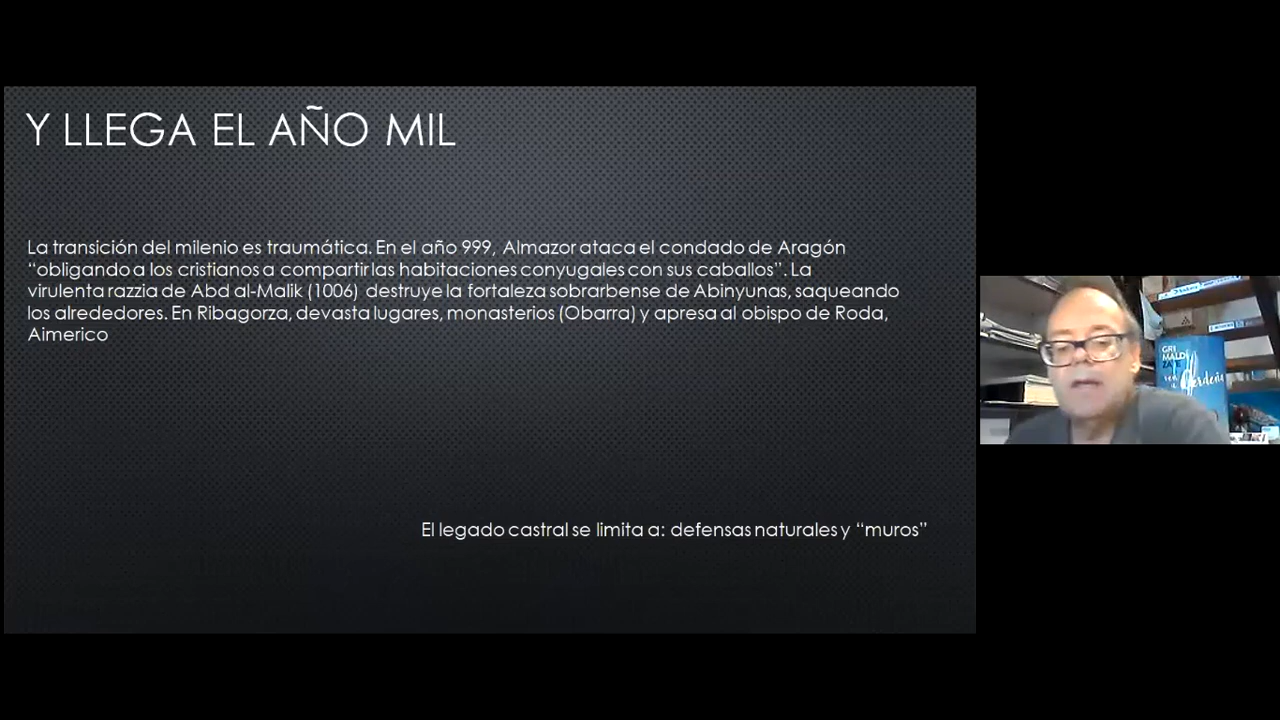 Y LLEGA EL AÑO MIL
La transición del milenio es traumática. En el año 999, Almazor ataca el condado de Aragón
“obligando a los cristianos a compartir las habitaciones conyugales con sus caballos”. La
virulenta razzia de Abd al-Malik (1006) destruye la fortaleza sobrarbense de Abinyunas, saqueando
los alrededores. En Ribagorza, devasta lugares, monasterios (Obarra) y apresa al obispo de Roda,
Aimerico
El legado castral se limita a: defensas naturales y “muros”
GRI
MALDI